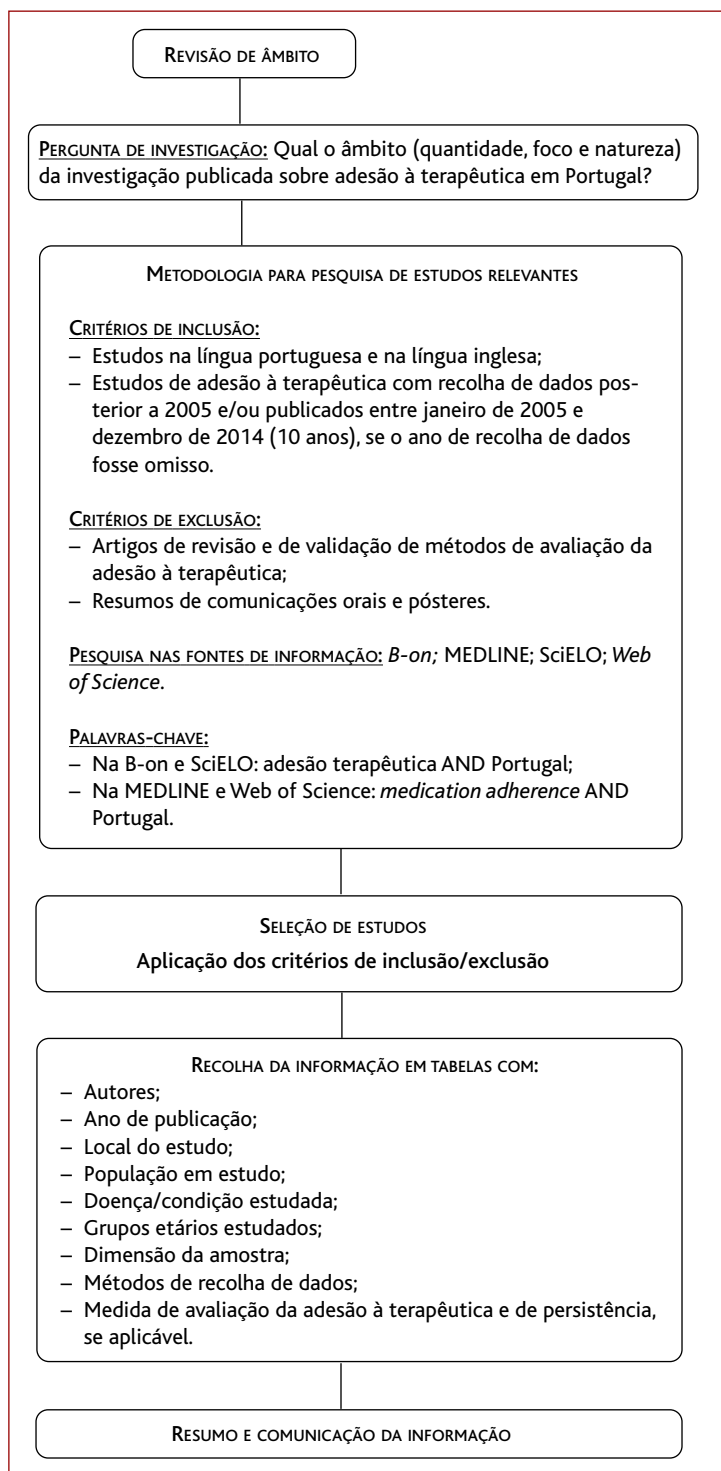 REVISÃO DE ÂMBITO
PERGUNTA DE INVESTIGAÇÃO: Qual o âmbito (quantidade, foco e natureza)
da investigação publicada sobre adesão à terapêutica em Portugal?
METODOLOGIA PARA PESQUISA DE ESTUDOS RELEVANTES
CRITÉRIOS DE INCLUSÃO:
– Estudos na língua portuguesa e na língua inglesa;
– Estudos de adesão à terapêutica com recolha de dados pos-
terior a 2005 e/ou publicados entre janeiro de 2005 e
dezembro de 2014 (10 anos), se o ano de recolha de dados
fosse omisso.
CRITÉRIOS DE EXCLUSÃO:
– Artigos de revisão e de validação de métodos de avaliação da
adesão à terapêutica;
– Resumos de comunicações orais e pósteres.
PESQUISA NAS FONTES DE INFORMAÇÃO: B-on; MEDLINE; SciELO; Web
of Science.
PALAVRAS-CHAVE:
– Na B-on e SciELO: adesão terapêutica AND Portugal;
– Na MEDLINE e Web of Science: medication adherence AND
Portugal.
SELEÇÃO DE ESTUDOS
Aplicação dos critérios de inclusão/exclusão
RECOLHA DA INFORMAÇÃO EM TABELAS COM:
– Autores;
– Ano de publicação;
– Local do estudo;
– População em estudo;
– Doença/condição estudada;
– Grupos etários estudados;
– Dimensão da amostra;
– Métodos de recolha de dados;
– Medida de avaliação da adesão à terapêutica e de persistência,
se aplicável.
RESUMO E COMUNICAÇÃO DA INFORMAÇÃO